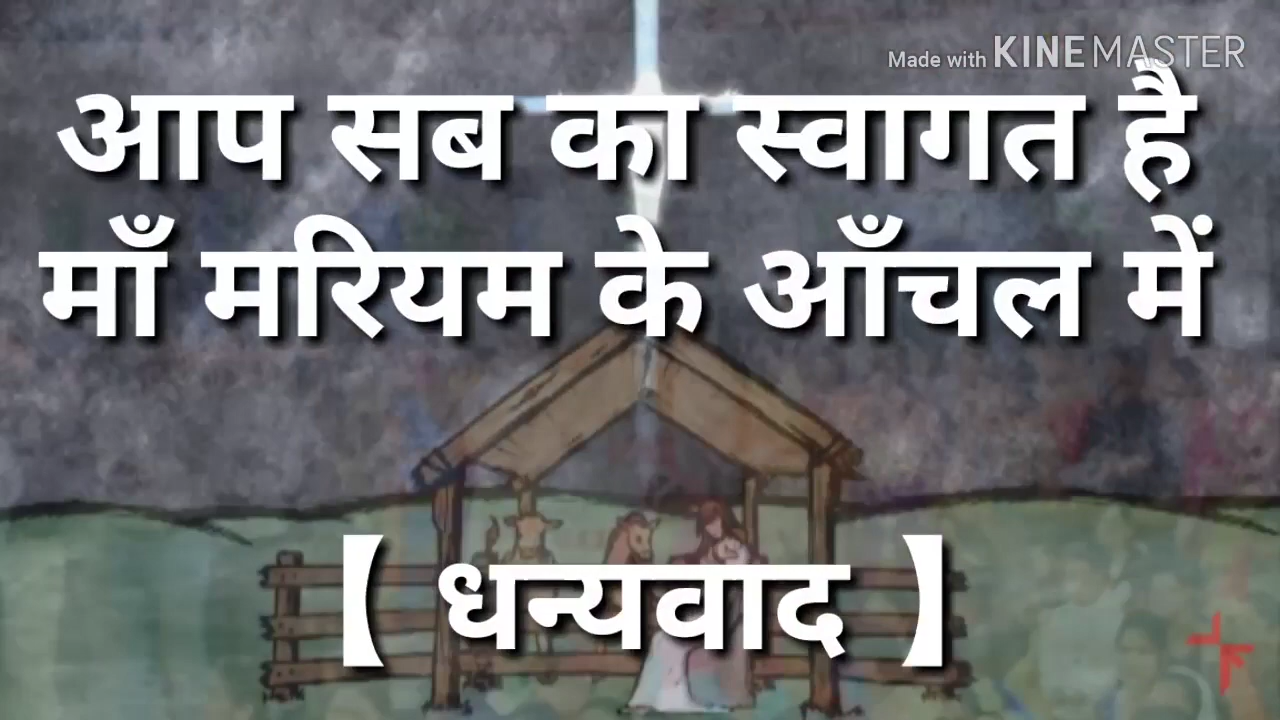 Made with KINEMASTER
आप सब का स्वागत है
माँ मरियम के आँचल में
【 धन्यवाद 】